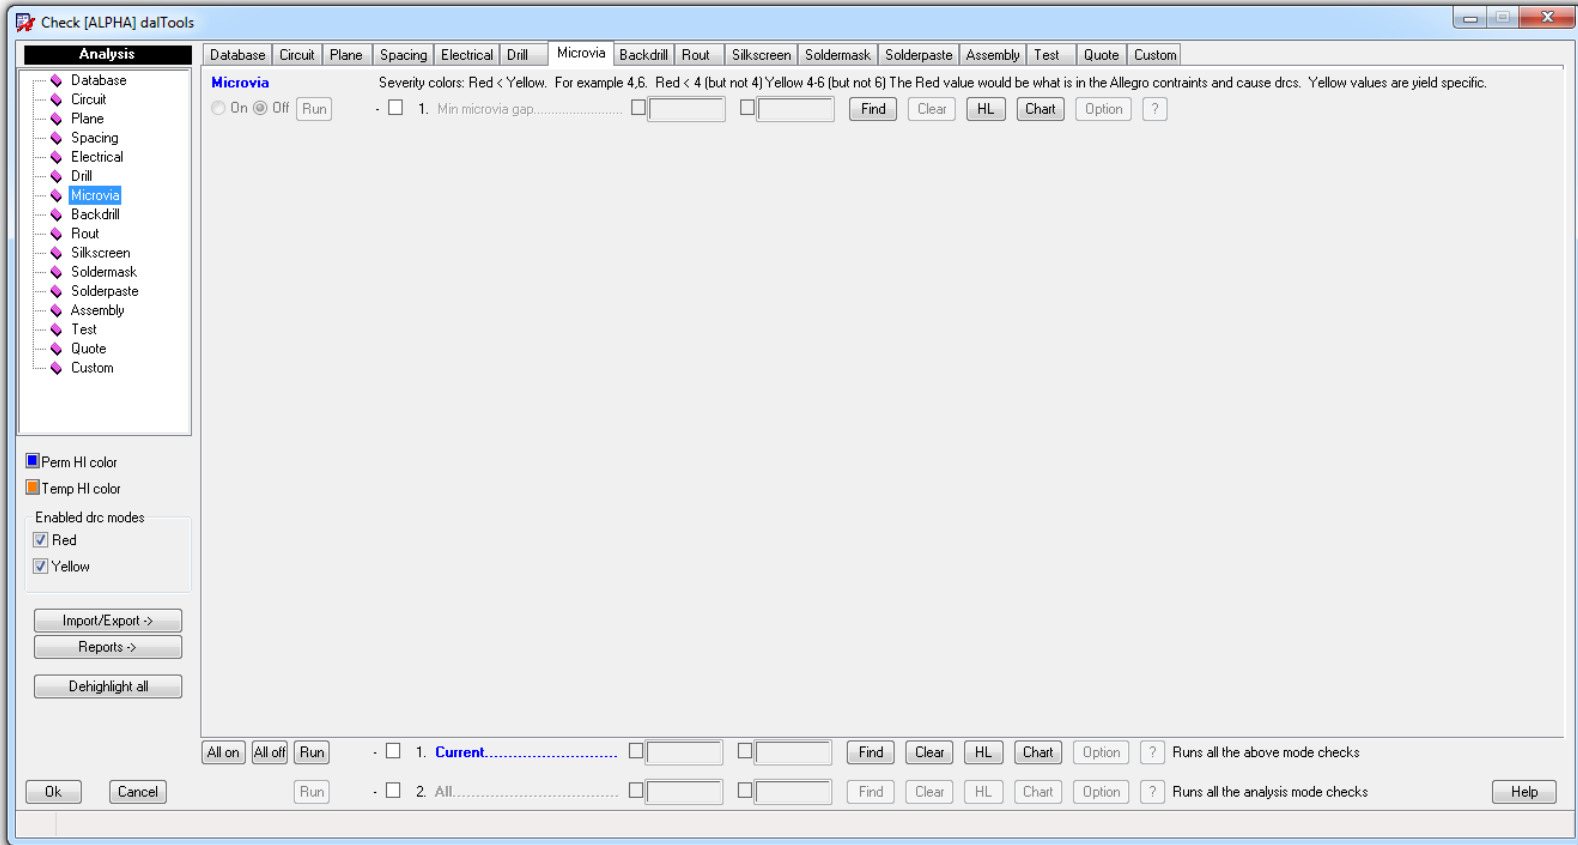 Check [ALPHA] dalTools
Analysis
Database
Circuit
Plane
Spacing
Electrical
Drill
Microvia
Backdrill
Rout
Silkscreen
Soldermask
Solderpaste
Assembly
Test
Quote
Custom
Perm HI color
Temp HI color
Enabled drc modes
Red
Yellow
Import/Export ->
Reports ->
Dehighlight all
Ok Cancel
Database Circuit Plane Spacing Electrical Drill Microvia Backdrill Rout Silkscreen Soldermask Solderpaste Assembly Test Quote Custom
Microvia Severity colors: Red < Yellow. For example 4,6. Red < 4 (but not 4) Yellow 4-6 (but not 6) The Red value would be what is in the Allegro contraints and cause drcs. Yellow values are yield specific.
On Off Run - 1. Min microvia gap...................... Find Clear HL Chart Option ?
All on All off Run - 1. Current........................... Find Clear HL Chart Option ? Runs all the above mode checks
Run - 2. All......................................... Find Clear HL Chart Option ? Runs all the analysis mode checks Help